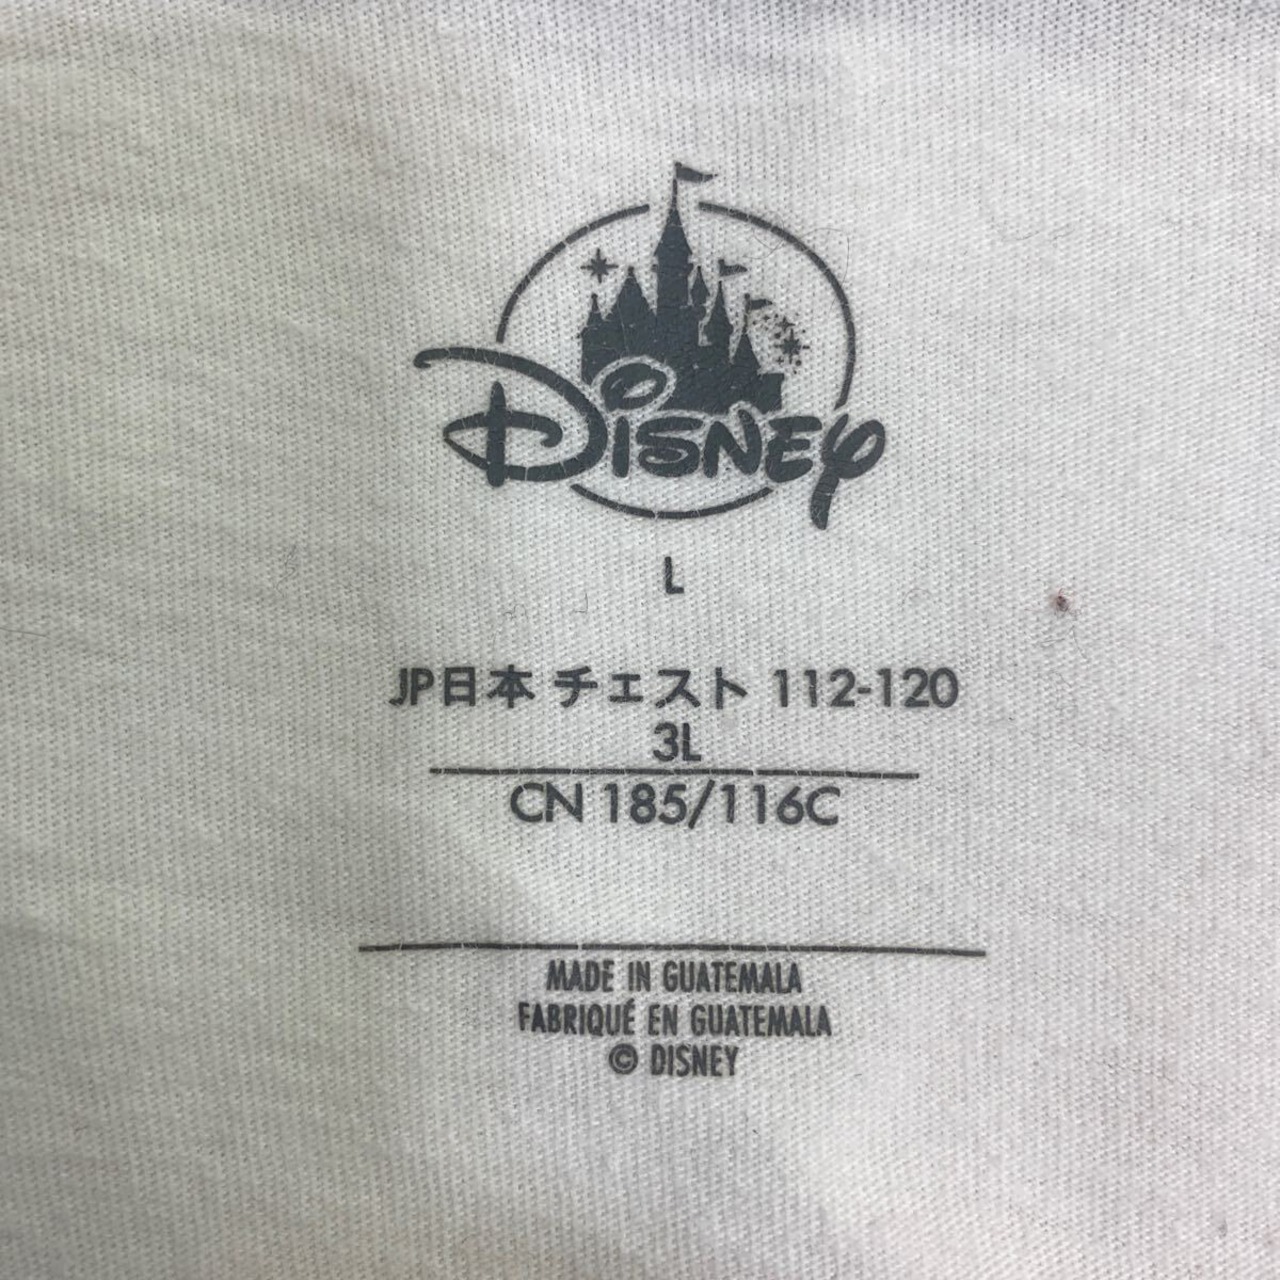 Disney
L
JP日本 チェスト 112-120
3L
CN 185/116C
MADE IN GUATEMALA
FABRIQUÉ EN GUATEMALA
© DISNEY